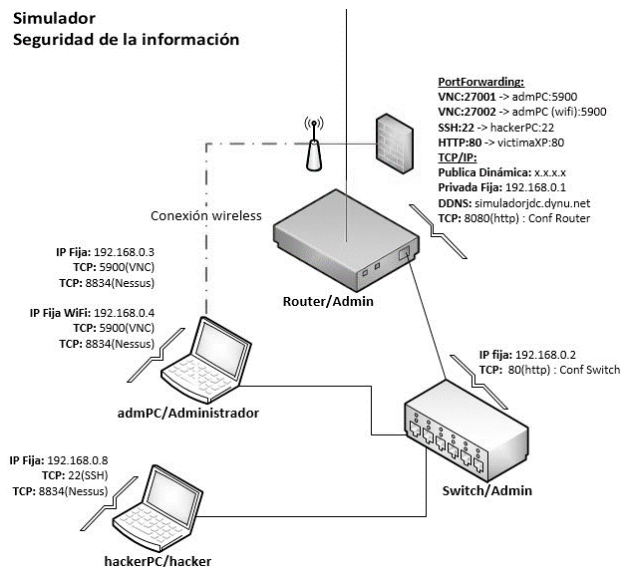 Simulador
Seguridad de la información
PortForwarding:
VNC:27001 -> admPC:5900
VNC:27002 -> admPC (wifi):5900
SSH:22 -> hackerPC:22
HTTP:80 -> victimaXP:80
TCP/IP:
Publica Dinámica: x.x.x.x
Privada Fija: 192.168.0.1
DDNS: simuladorjdc.dynu.net
TCP: 8080(http) : Conf Router
Conexión wireless
Router/Admin
IP Fija: 192.168.0.3
TCP: 5900(VNC)
TCP: 8834(Nessus)
IP Fija WiFi: 192.168.0.4
TCP: 5900(VNC)
TCP: 8834(Nessus)
admPC/Administrador
IP fija: 192.168.0.2
TCP: 80(http) : Conf Switch
Switch/Admin
IP Fija: 192.168.0.8
TCP: 22(SSH)
TCP: 8834(Nessus)
hackerPC/hacker